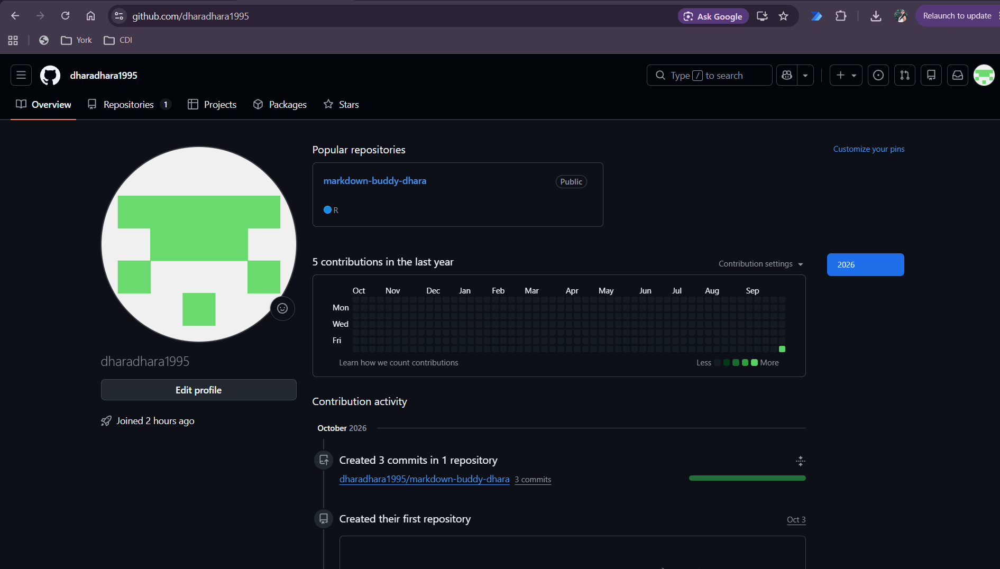 github.com/dharadhara1995
Ask Google
Relaunch to update
York
CDI
dharadhara1995
Type / to search
Overview
Repositories 1
Projects
Packages
Stars
Popular repositories
Customize your pins
markdown-buddy-dhara
Public
R
5 contributions in the last year
Contribution settings
2026
Oct Nov Dec Jan Feb Mar Apr May Jun Jul Aug Sep
Mon
Wed
Fri
Learn how we count contributions
Less
More
dharadhara1995
Edit profile
Joined 2 hours ago
Contribution activity
October 2026
Created 3 commits in 1 repository
dharadhara1995/markdown-buddy-dhara 3 commits
Created their first repository
Oct 3